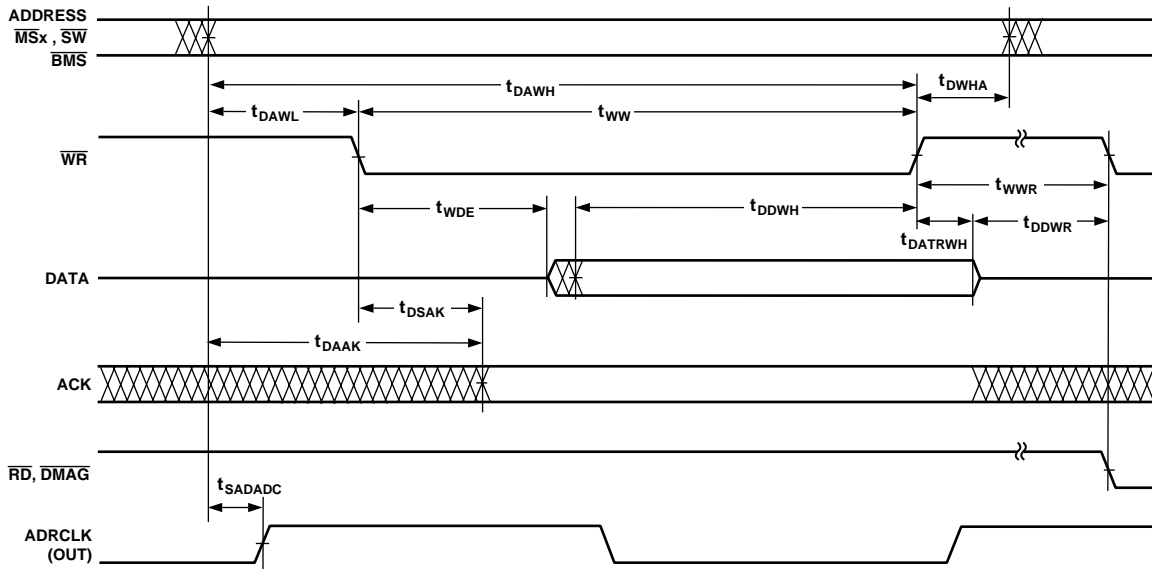 ADDRESS
MSx , SW
BMS
tDAWH
tDWHA
tDAWL
tWW
WR
tWWR
tWDE
tDDWH
tDATRWH
tDDWR
DATA
tDSAK
tDAAK
ACK
RD, DMAG
tSADADC
ADRCLK
(OUT)